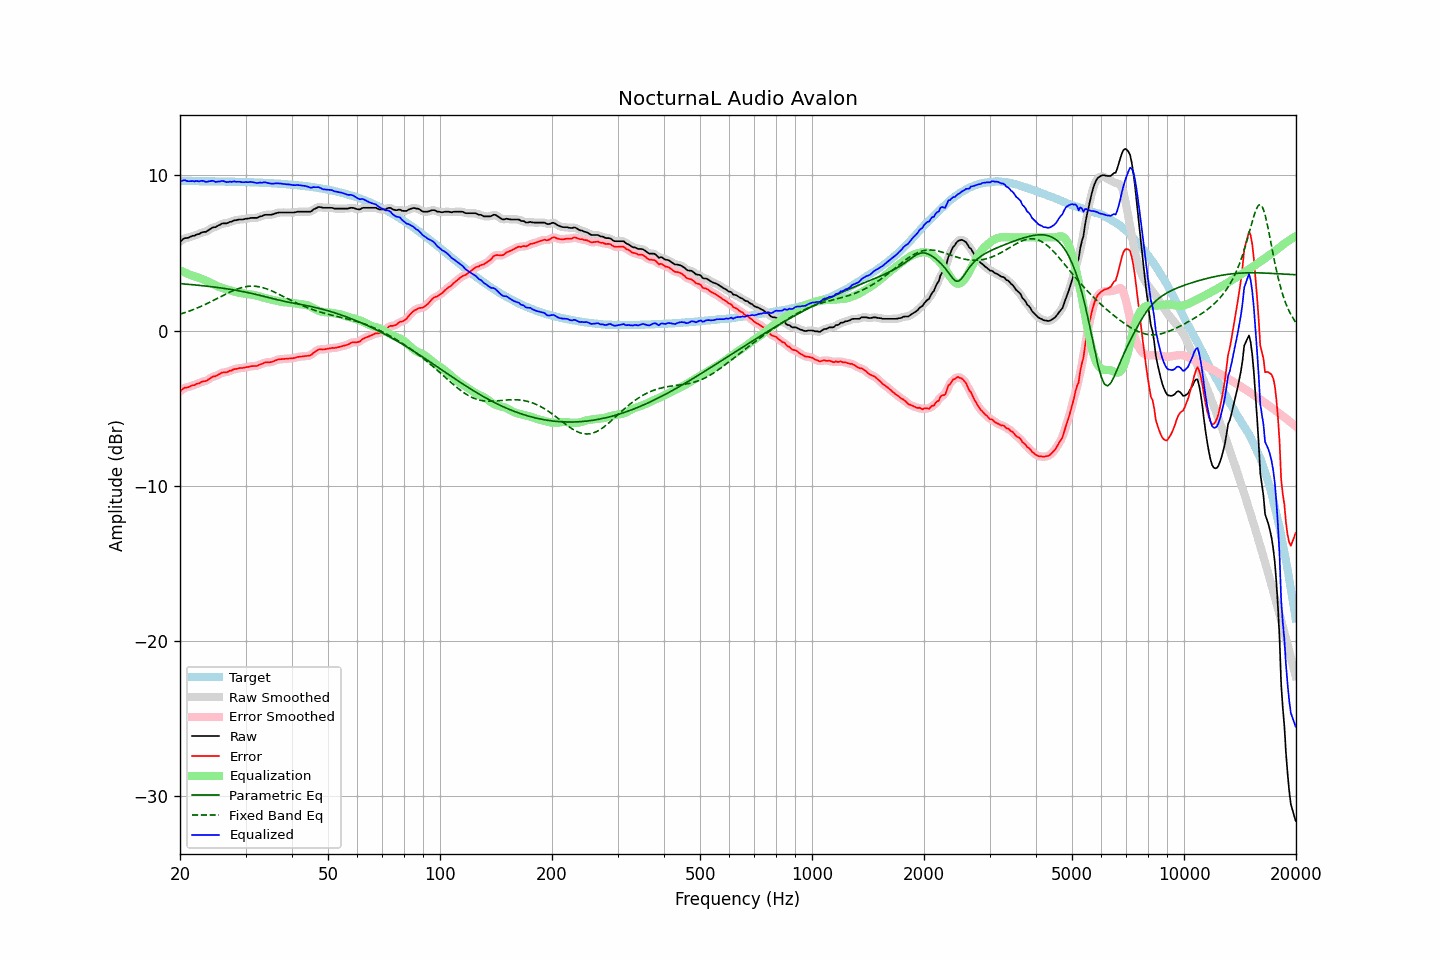 NocturnaL Audio Avalon
10
0
−10
−20
−30
Amplitude (dBr)
Target
Raw Smoothed
Error Smoothed
Raw
Error
Equalization
Parametric Eq
Fixed Band Eq
Equalized
20 50 100 200 500 1000 2000 5000 10000 20000
Frequency (Hz)